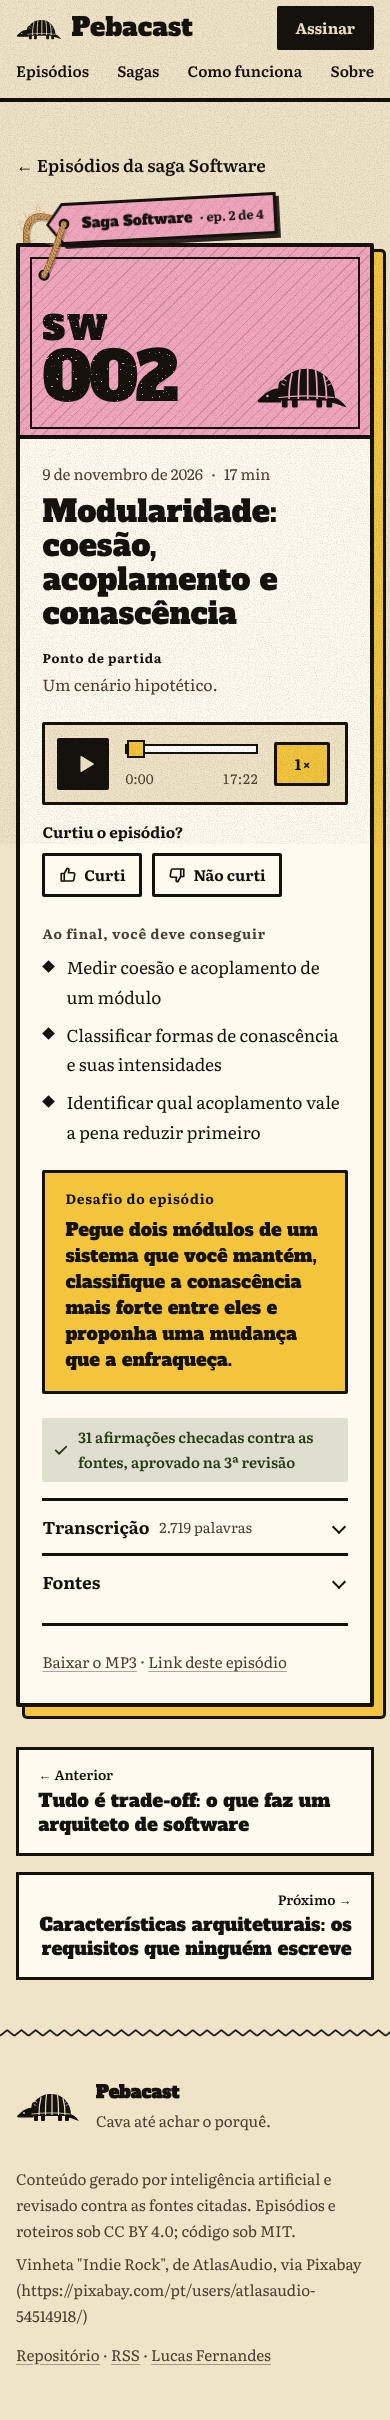 Pebacast
Assinar
Episódios Sagas Como funciona Sobre
← Episódios da saga Software
Saga Software · ep. 2 de 4
SW
002
9 de novembro de 2026 · 17 min
Modularidade:
coesão,
acoplamento e
conascência
Ponto de partida
Um cenário hipotético.
0:00 17:22
1×
Curtiu o episódio?
Curti
Não curti
Ao final, você deve conseguir
◆ Medir coesão e acoplamento de
um módulo
◆ Classificar formas de conascência
e suas intensidades
◆ Identificar qual acoplamento vale
a pena reduzir primeiro
Desafio do episódio
Pegue dois módulos de um
sistema que você mantém,
classifique a conascência
mais forte entre eles e
proponha uma mudança
que a enfraqueça.
31 afirmações checadas contra as
fontes, aprovado na 3ª revisão
Transcrição 2.719 palavras
Fontes
Baixar o MP3 · Link deste episódio
← Anterior
Tudo é trade-off: o que faz um
arquiteto de software
Próximo →
Características arquiteturais: os
requisitos que ninguém escreve
Pebacast
Cava até achar o porquê.
Conteúdo gerado por inteligência artificial e
revisado contra as fontes citadas. Episódios e
roteiros sob CC BY 4.0; código sob MIT.
Vinheta "Indie Rock", de AtlasAudio, via Pixabay
(https://pixabay.com/pt/users/atlasaudio-
54514918/)
Repositório · RSS · Lucas Fernandes